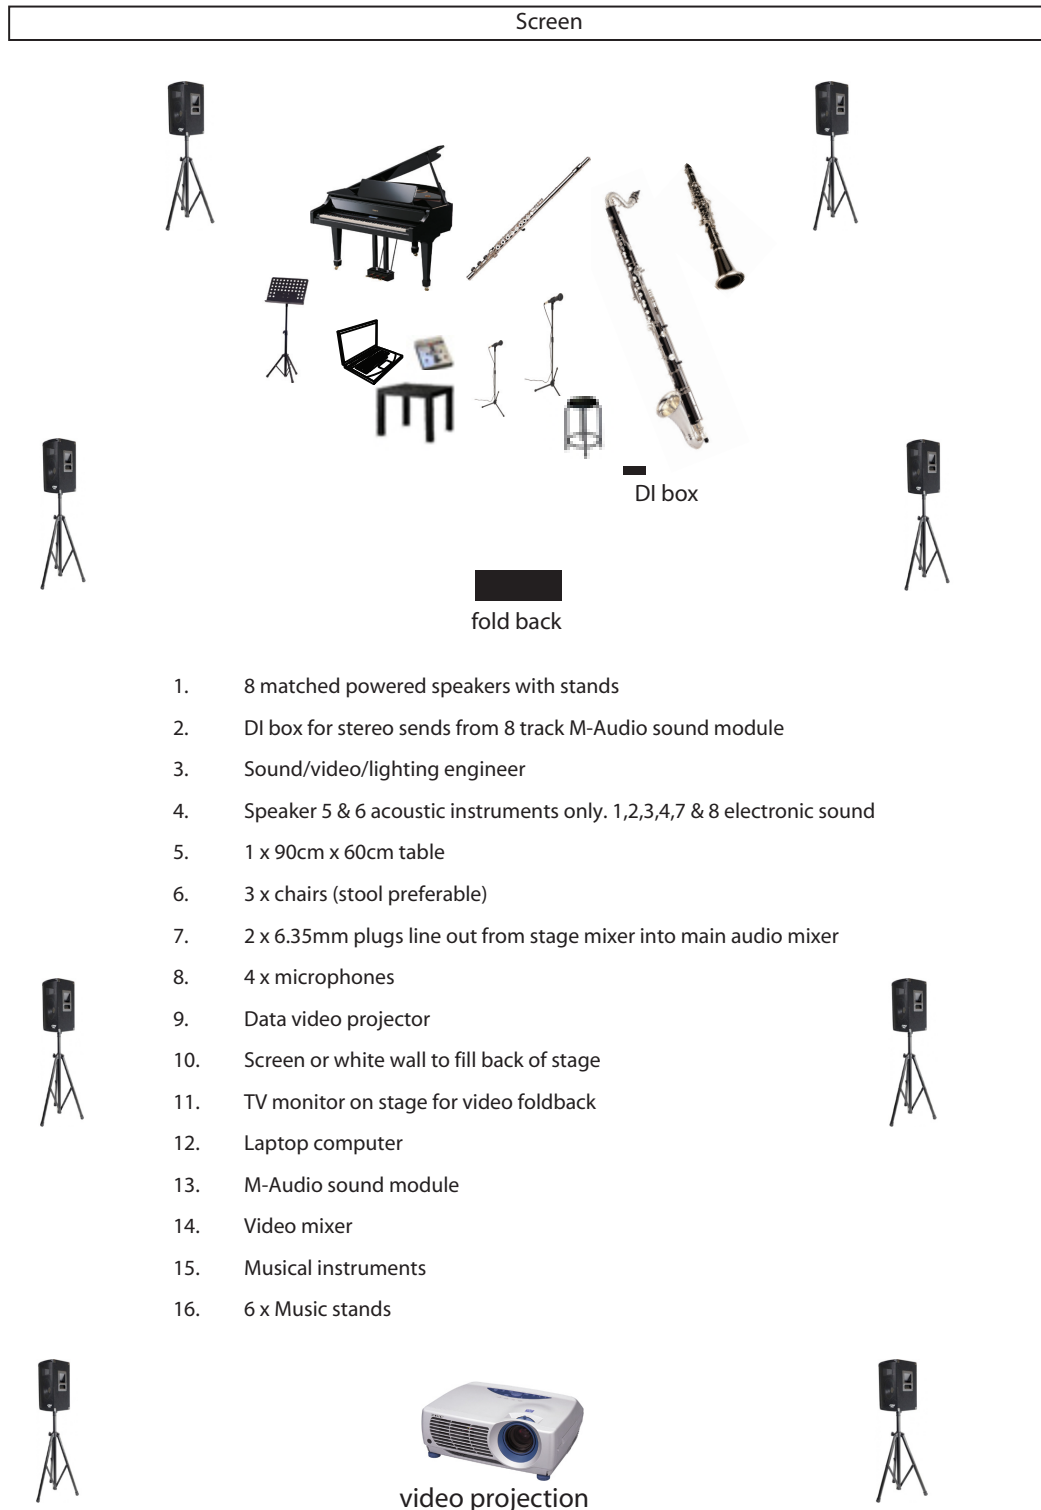 Screen
DI box
fold back
1. 8 matched powered speakers with stands
2. DI box for stereo sends from 8 track M-Audio sound module
3. Sound/video/lighting engineer
4. Speaker 5 & 6 acoustic instruments only. 1,2,3,4,7 & 8 electronic sound
5. 1 x 90cm x 60cm table
6. 3 x chairs (stool preferable)
7. 2 x 6.35mm plugs line out from stage mixer into main audio mixer
8. 4 x microphones
9. Data video projector
10. Screen or white wall to fill back of stage
11. TV monitor on stage for video foldback
12. Laptop computer
13. M-Audio sound module
14. Video mixer
15. Musical instruments
16. 6 x Music stands
video projection